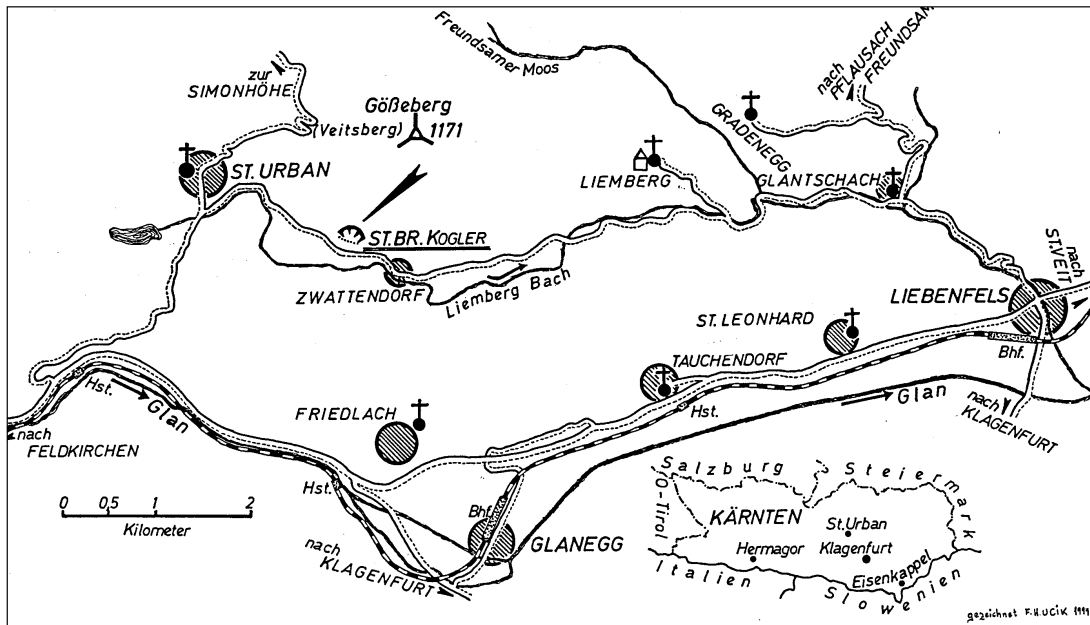 zur
SIMONHÖHE
Freundsamer Moos
nach
PFLAUSACH
FREUNDSAM
Gößeberg
(Veitsberg) 1171
GRADENEGG
ST. URBAN
LIEMBERG
GLANTSCHACH
ST. BR. KOGLER
ZWATTENDORF
Liemberg Bach
nach
ST. VEIT
LIEBENFELS
ST. LEONHARD
TAUCHENDORF
Bhf.
Hst.
Glan
Hst.
Glan
nach
KLAGENFURT
nach
FELDKIRCHEN
FRIEDLACH
Hst.
Bhf.
GLANEGG
nach
KLAGENFURT
0 0,5 1 2
Kilometer
Salzburg
Steiermark
O-Tirol
KÄRNTEN
St. Urban
Hermagor
Klagenfurt
Eisenkappel
Italien
Slowenien
gezeichnet F.H.UCIK 1999